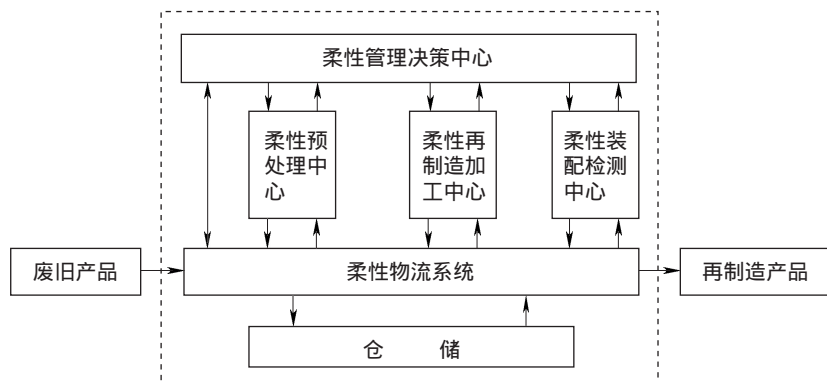 柔性管理决策中心
柔性预
处理中
心
柔性再
制造加
工中心
柔性装
配检测
中心
废旧产品
柔性物流系统
再制造产品
仓 储